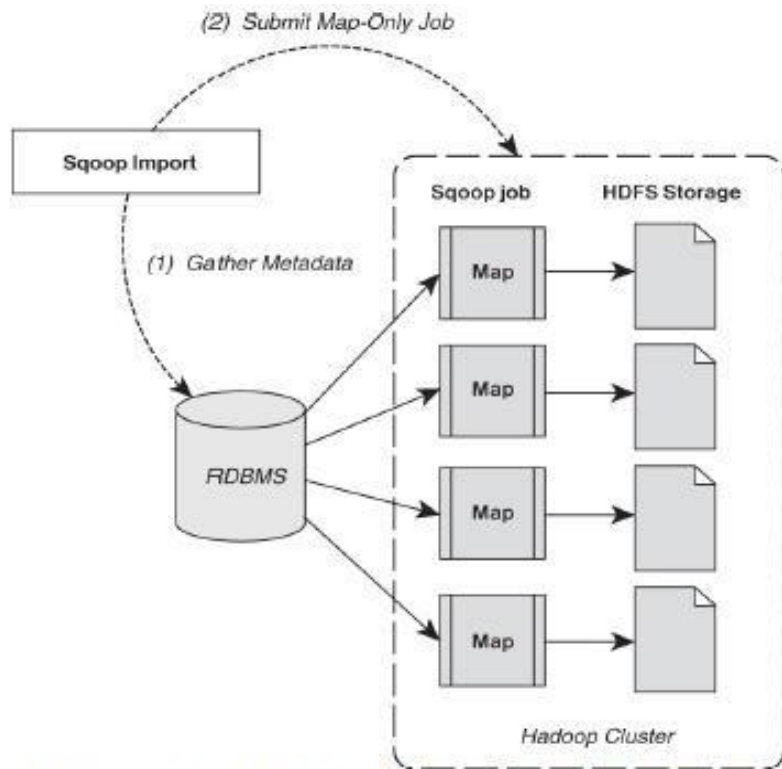 (2) Submit Map-Only Job
Sqoop Import
Sqoop job
HDFS Storage
(1) Gather Metadata
Map
Map
RDBMS
Map
Map
Hadoop Cluster